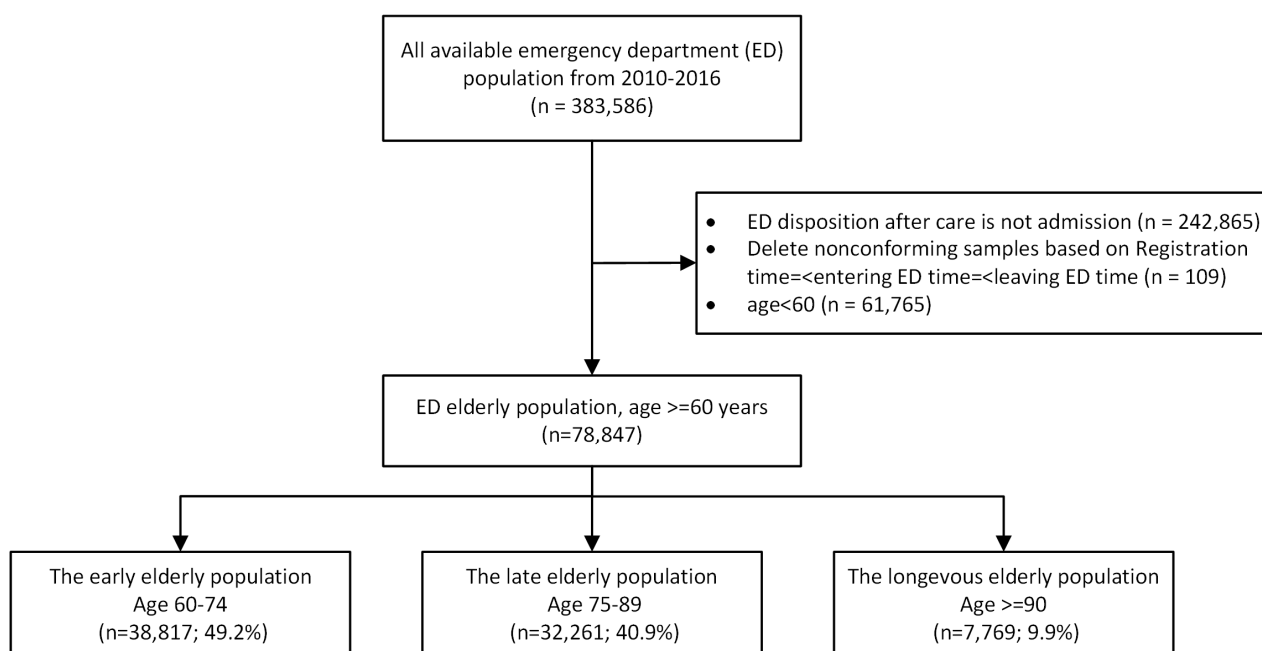 All available emergency department (ED)
population from 2010-2016
(n = 383,586)
• ED disposition after care is not admission (n = 242,865)
• Delete nonconforming samples based on Registration
time=<entering ED time=<leaving ED time (n = 109)
• age<60 (n = 61,765)
ED elderly population, age >=60 years
(n=78,847)
The early elderly population
Age 60-74
(n=38,817; 49.2%)
The late elderly population
Age 75-89
(n=32,261; 40.9%)
The longevous elderly population
Age >=90
(n=7,769; 9.9%)